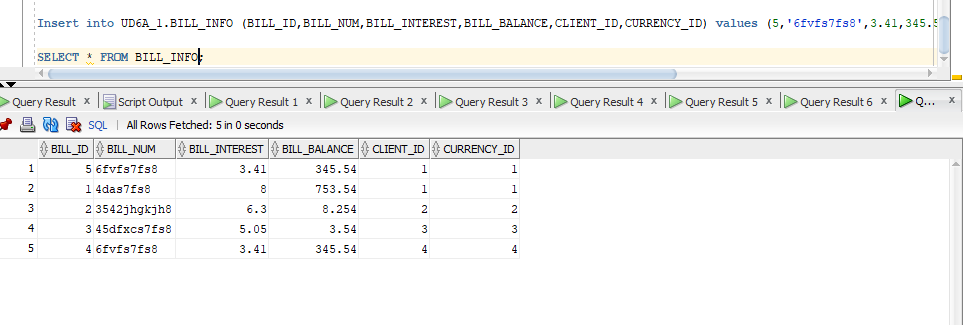 Insert into UD6A_1.BILL_INFO (BILL_ID,BILL_NUM,BILL_INTEREST,BILL_BALANCE,CLIENT_ID,CURRENCY_ID) values (5,'6fvfs7fs8',3.41,345.5
SELECT * FROM BILL_INFO;
Query Result x Script Output x Query Result 1 x Query Result 2 x Query Result 3 x Query Result 4 x Query Result 5 x Query Result 6 x Q... x
SQL | All Rows Fetched: 5 in 0 seconds
BILL_ID BILL_NUM BILL_INTEREST BILL_BALANCE CLIENT_ID CURRENCY_ID
1 5 6fvfs7fs8 3.41 345.54 1 1
2 1 4das7fs8 8 753.54 1 1
3 2 3542jhgkjh8 6.3 8.254 2 2
4 3 45dfxcs7fs8 5.05 3.54 3 3
5 4 6fvfs7fs8 3.41 345.54 4 4